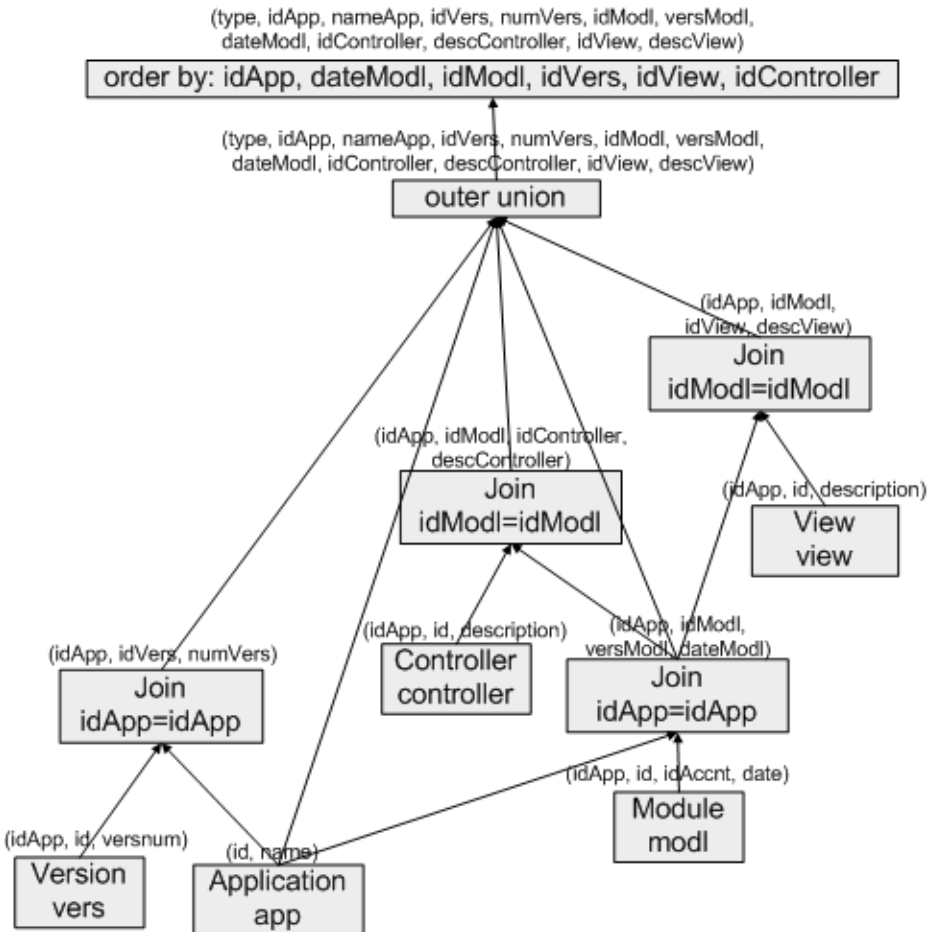 (type, idApp, nameApp, idVers, numVers, idModl, versModl,
dateModl, idController, descController, idView, descView)
order by: idApp, dateModl, idModl, idVers, idView, idController
(type, idApp, nameApp, idVers, numVers, idModl, versModl,
dateModl, idController, descController, idView, descView)
outer union
(idApp, idModl,
idView, descView)
Join
idModl=idModl
(idApp, idModl, idController,
descController)
Join
idModl=idModl
(idApp, id, description)
View
view
(idApp, id, description)
Controller
controller
(idApp, idModl,
versModl, dateModl)
Join
idApp=idApp
(idApp, idVers, numVers)
Join
idApp=idApp
(idApp, id, idAccnt, date)
Module
modl
(idApp, id, versnum)
Version
vers
(id, name)
Application
app